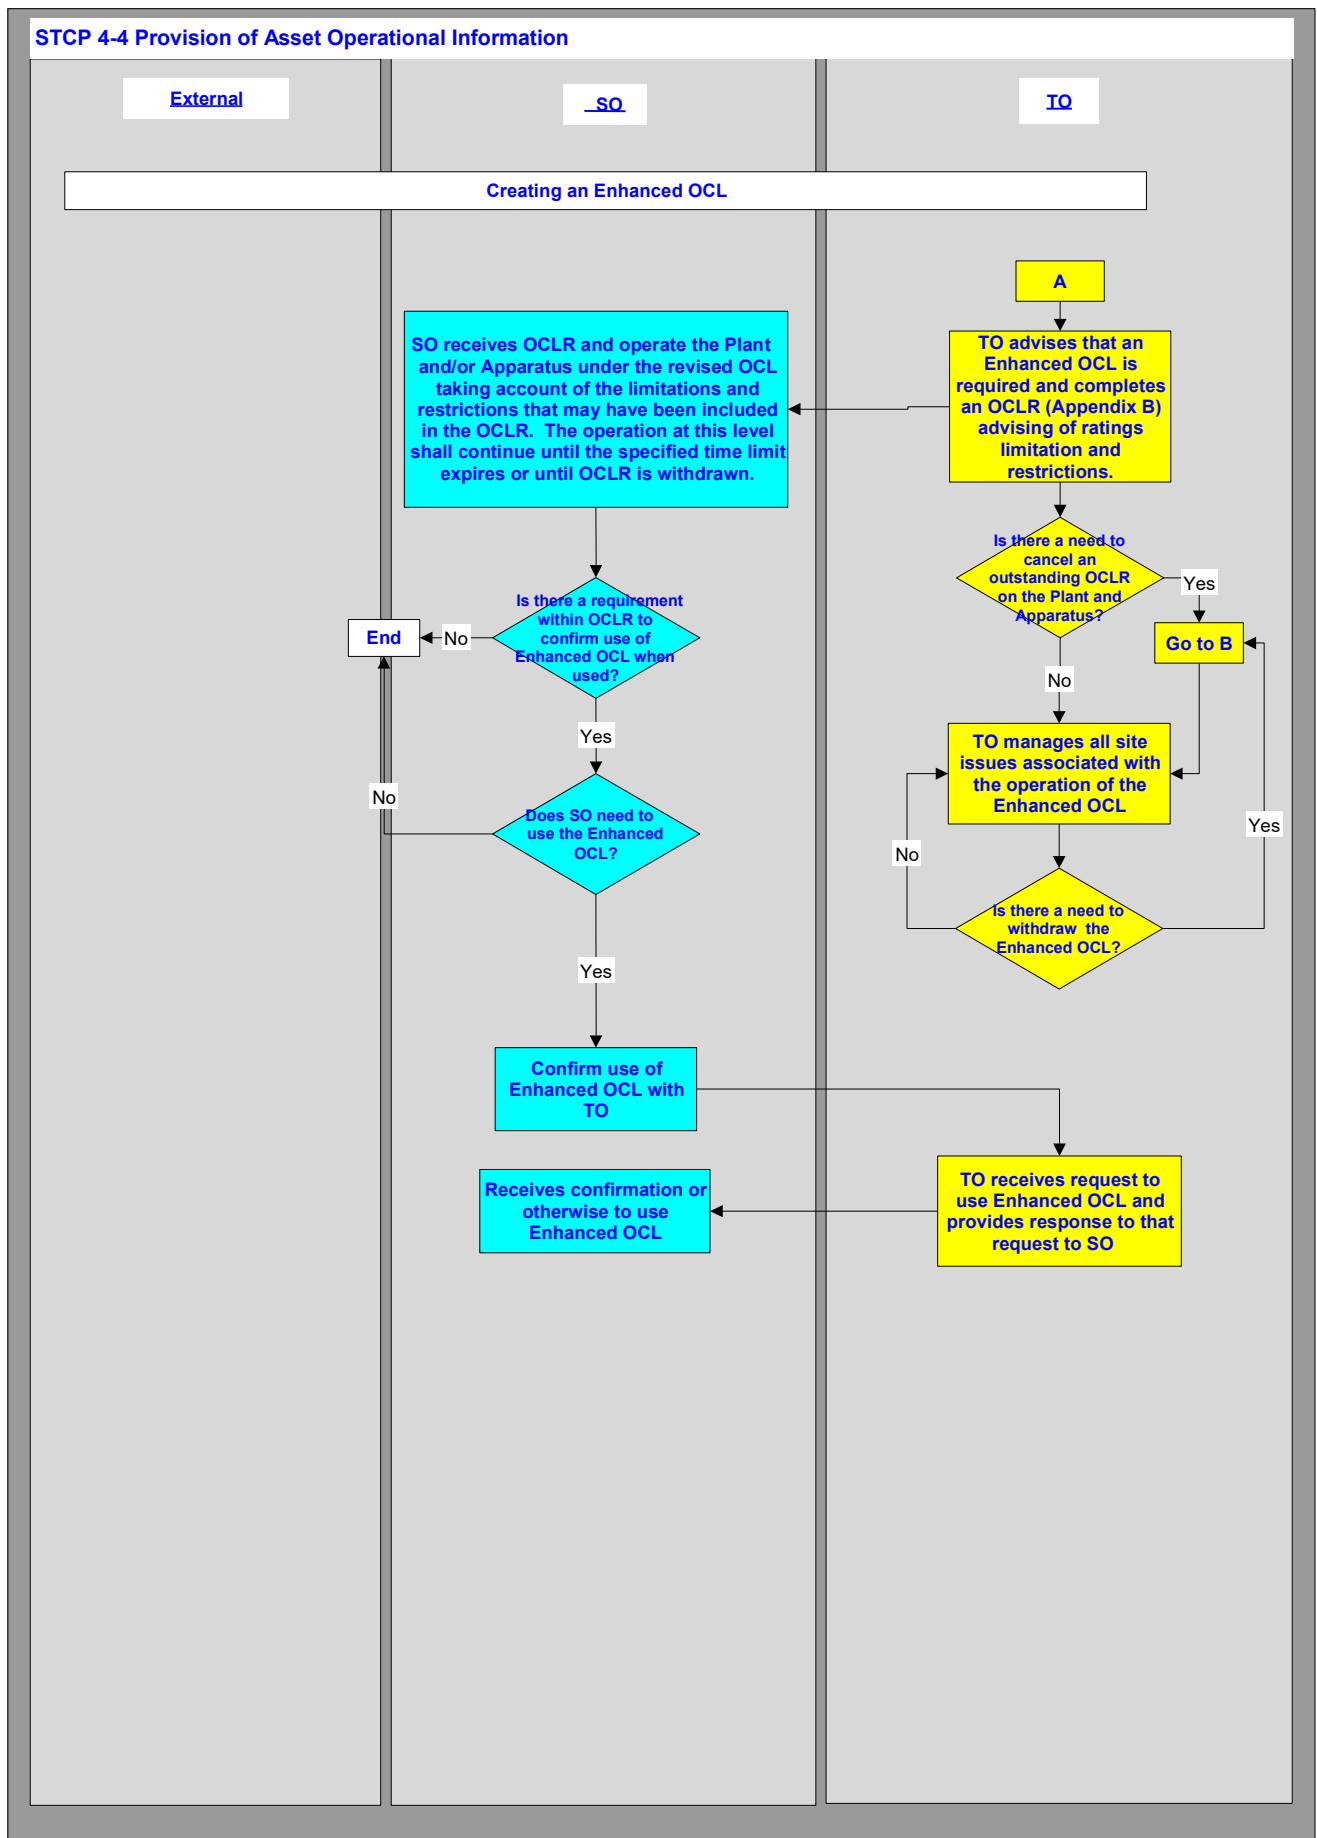 STCP 4-4 Provision of Asset Operational Information
External
SO
TO
Creating an Enhanced OCL
A
SO receives OCLR and operate the Plant
and/or Apparatus under the revised OCL
taking account of the limitations and
restrictions that may have been included
in the OCLR. The operation at this level
shall continue until the specified time limit
expires or until OCLR is withdrawn.
TO advises that an
Enhanced OCL is
required and completes
an OCLR (Appendix B)
advising of ratings
limitation and
restrictions.
Is there a need to
cancel an
outstanding OCLR
on the Plant and
Apparatus?
Yes
Go to B
No
Is there a requirement
within OCLR to
confirm use of
Enhanced OCL when
used?
No
End
Yes
TO manages all site
issues associated with
the operation of the
Enhanced OCL
Does SO need to
use the Enhanced
OCL?
No
Yes
No
Yes
Is there a need to
withdraw the
Enhanced OCL?
Confirm use of
Enhanced OCL with
TO
TO receives request to
use Enhanced OCL and
provides response to that
request to SO
Receives confirmation or
otherwise to use
Enhanced OCL